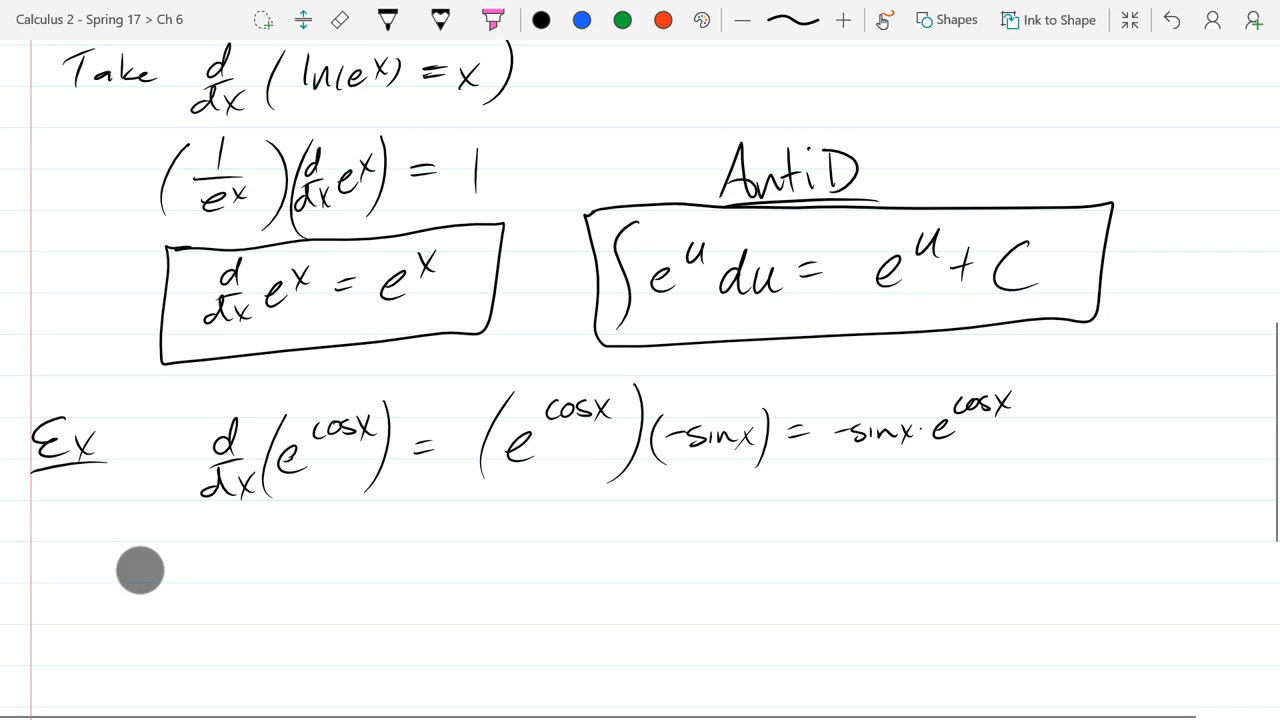 Calculus 2 - Spring 17 > Ch 6 Shapes Ink to Shape
Take d/dx (ln(e^x) = x)
(1/e^x)(d/dx e^x) = 1
AntiD
d/dx e^x = e^x
∫ e^u du = e^u + C
Ex d/dx (e^cosx) = (e^cosx)(-sinx) = -sinx · e^cosx